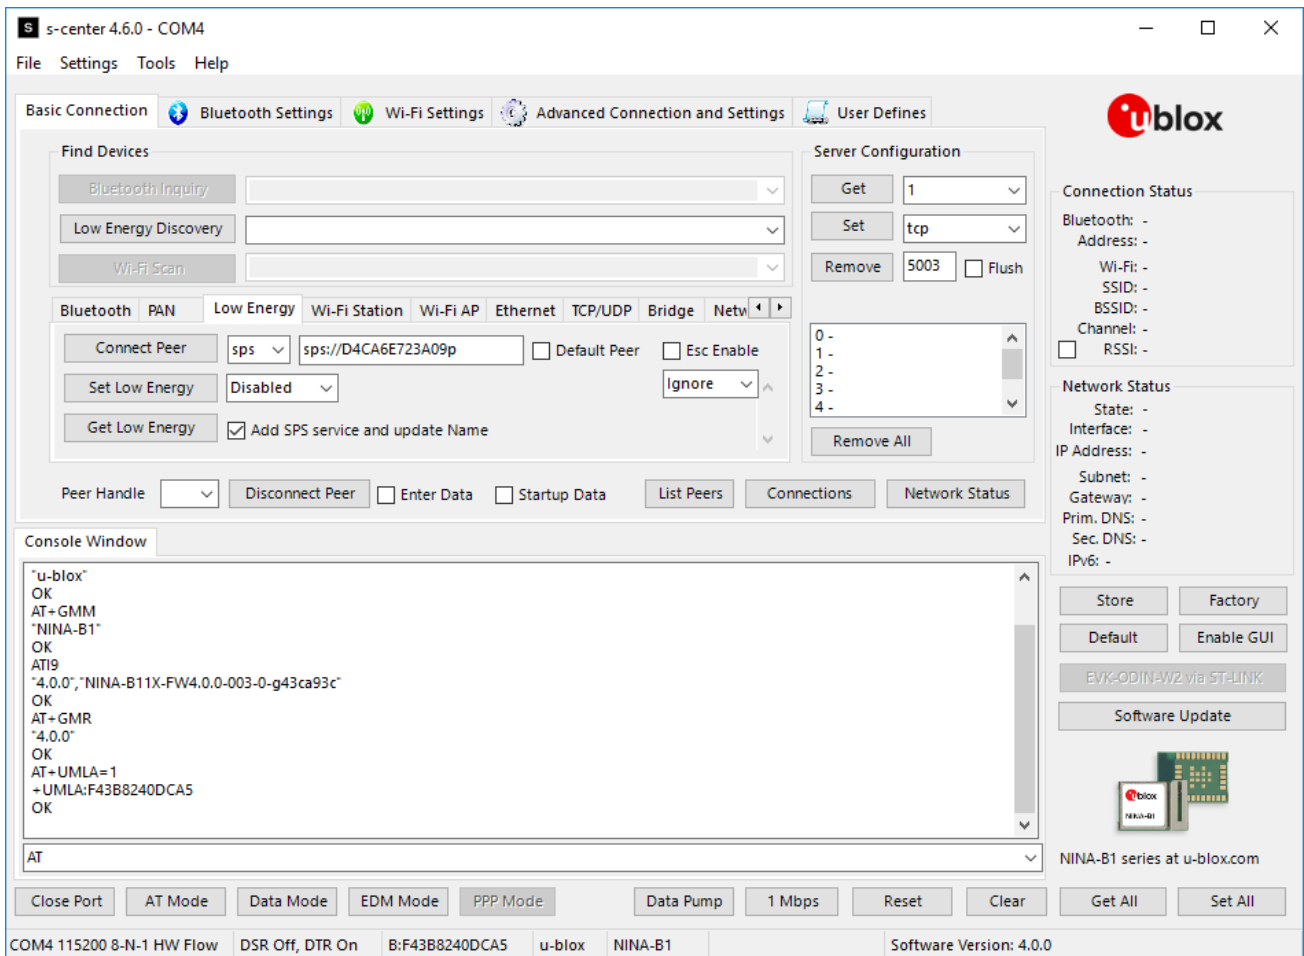 s-center 4.6.0 - COM4
File Settings Tools Help
Basic Connection Bluetooth Settings Wi-Fi Settings Advanced Connection and Settings User Defines
ublox
Find Devices
Bluetooth Inquiry
Low Energy Discovery
Wi-Fi Scan
Server Configuration
Get 1
Set tcp
Remove 5003 Flush
0 -
1 -
2 -
3 -
4 -
Remove All
Bluetooth PAN Low Energy Wi-Fi Station Wi-Fi AP Ethernet TCP/UDP Bridge Netw
Connect Peer sps sps://D4CA6E723A09p Default Peer Esc Enable
Set Low Energy Disabled Ignore
Get Low Energy Add SPS service and update Name
Peer Handle Disconnect Peer Enter Data Startup Data List Peers Connections Network Status
Connection Status
Bluetooth: -
Address: -
Wi-Fi: -
SSID: -
BSSID: -
Channel: -
RSSI: -
Network Status
State: -
Interface: -
IP Address: -
Subnet: -
Gateway: -
Prim. DNS: -
Sec. DNS: -
IPv6: -
Console Window
"u-blox"
OK
AT+GMM
"NINA-B1"
OK
ATI9
"4.0.0","NINA-B11X-FW4.0.0-003-0-g43ca93c"
OK
AT+GMR
"4.0.0"
OK
AT+UMLA=1
+UMLA:F43B8240DCA5
OK
AT
Store Factory
Default Enable GUI
EVK-ODIN-W2 via ST-LINK
Software Update
ublox
NINA-B1
NINA-B1 series at u-blox.com
Close Port AT Mode Data Mode EDM Mode PPP Mode Data Pump 1 Mbps Reset Clear Get All Set All
COM4 115200 8-N-1 HW Flow DSR Off, DTR On B:F43B8240DCA5 u-blox NINA-B1 Software Version: 4.0.0